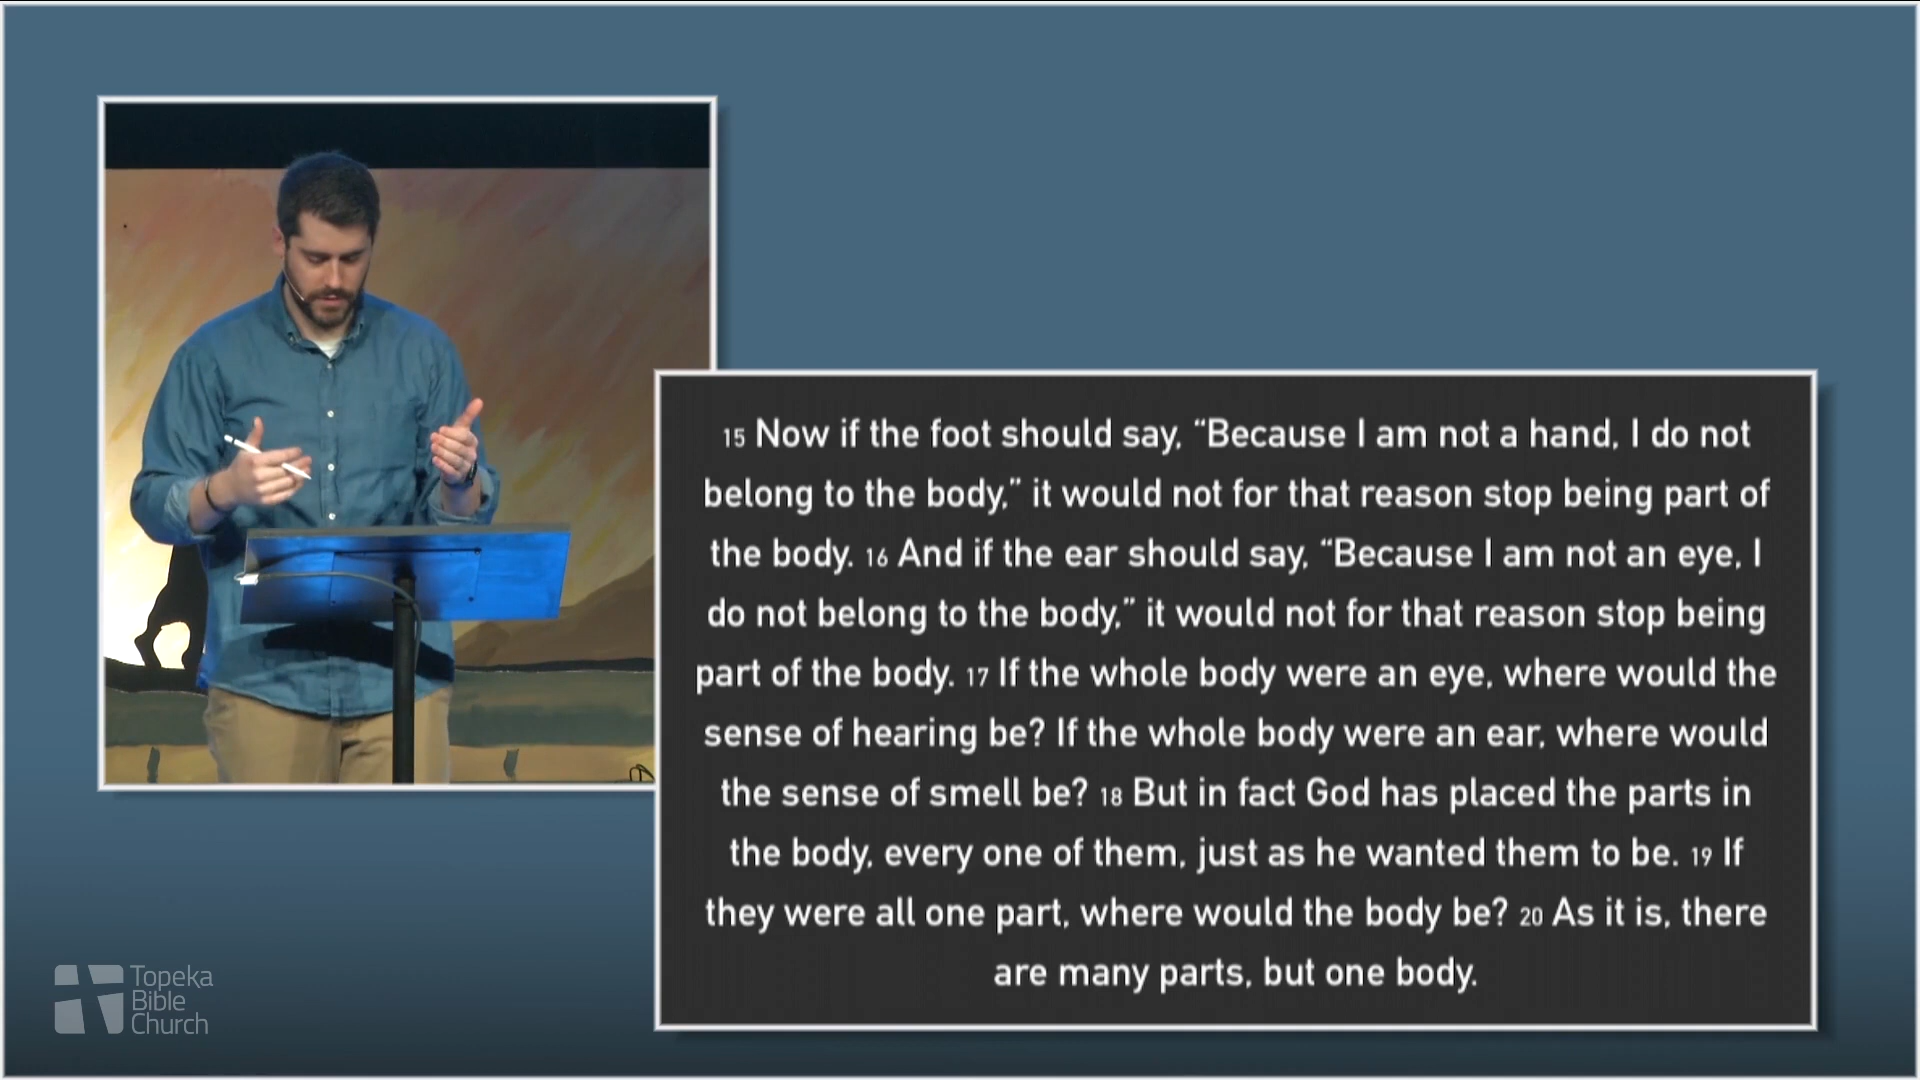 15 Now if the foot should say, “Because I am not a hand, I do not
belong to the body,” it would not for that reason stop being part of
the body. 16 And if the ear should say, “Because I am not an eye, I
do not belong to the body,” it would not for that reason stop being
part of the body. 17 If the whole body were an eye, where would the
sense of hearing be? If the whole body were an ear, where would
the sense of smell be? 18 But in fact God has placed the parts in
the body, every one of them, just as he wanted them to be. 19 If
they were all one part, where would the body be? 20 As it is, there
are many parts, but one body.
Topeka
Bible
Church